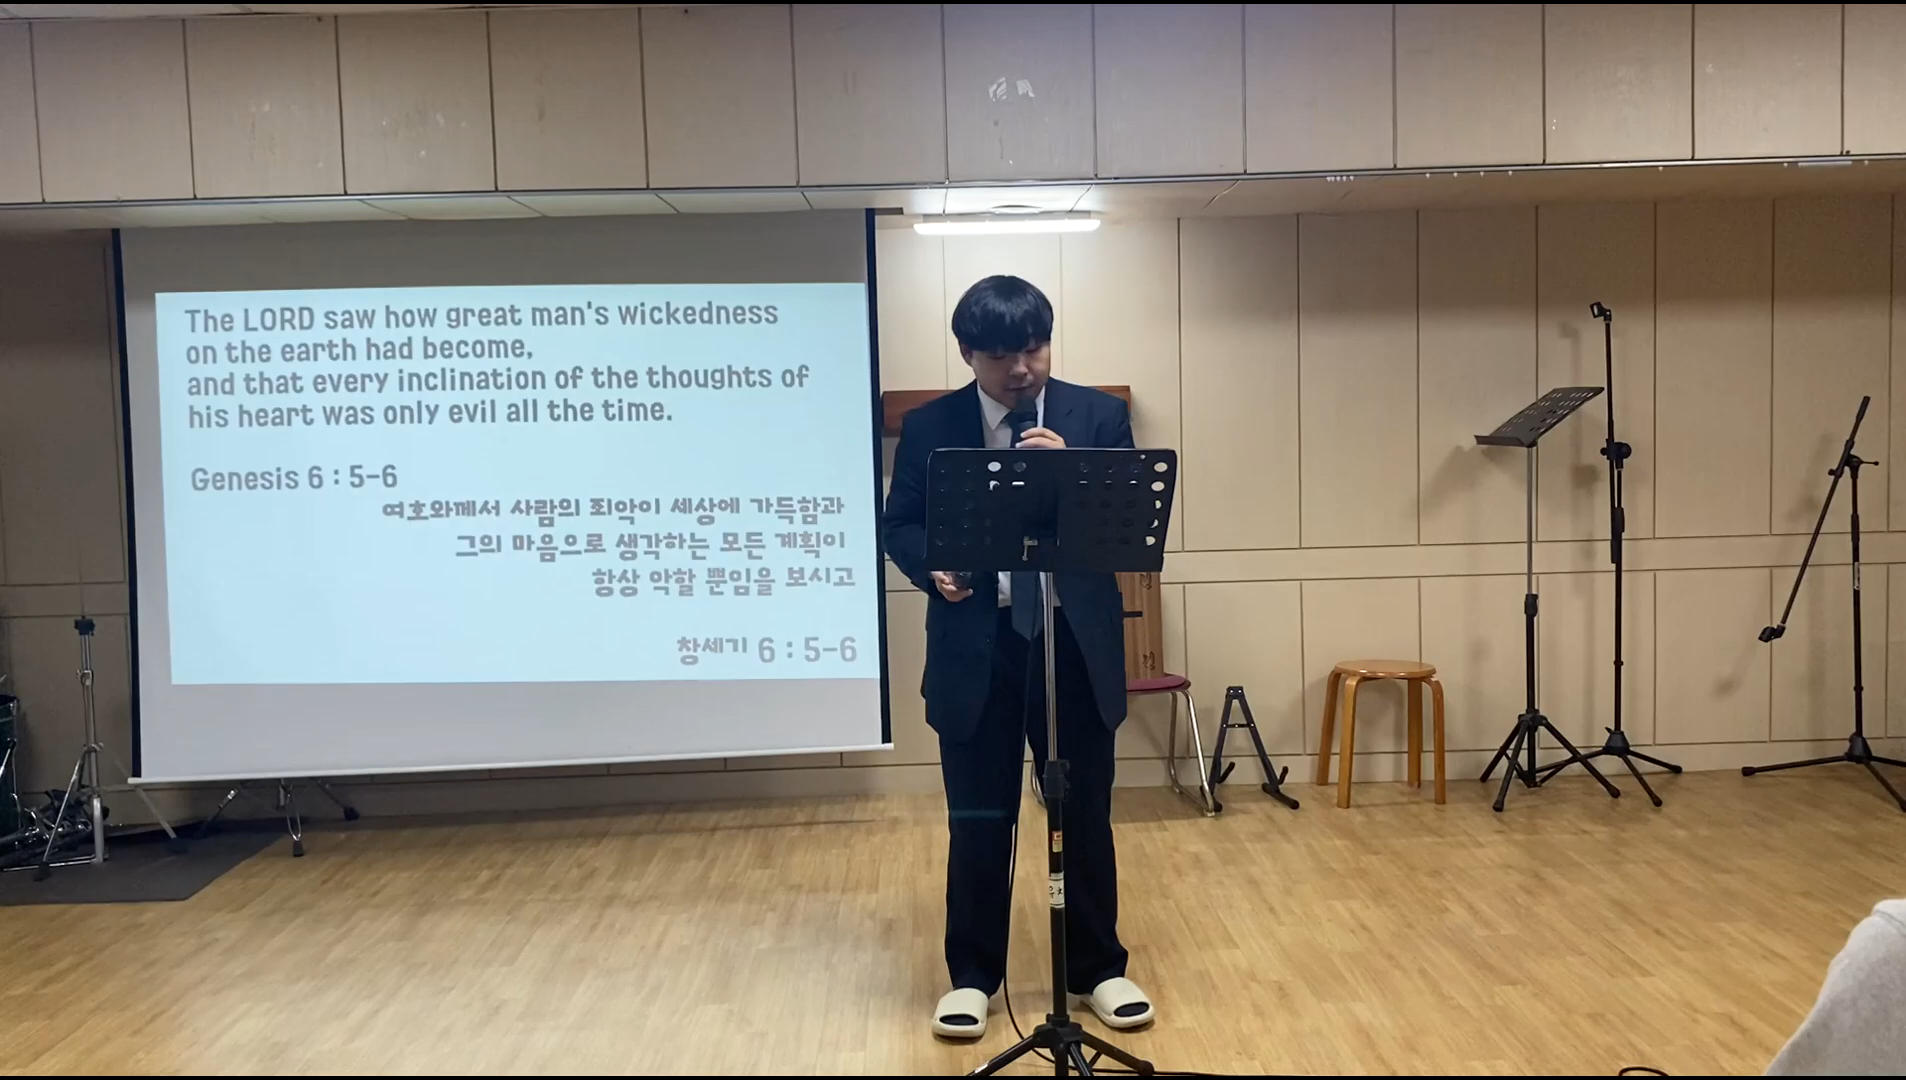 The LORD saw how great man's wickedness
on the earth had become,
and that every inclination of the thoughts of
his heart was only evil all the time.
Genesis 6 : 5-6
여호와께서 사람의 죄악이 세상에 가득함과
그의 마음으로 생각하는 모든 계획이
항상 악할 뿐임을 보시고
창세기 6 : 5-6